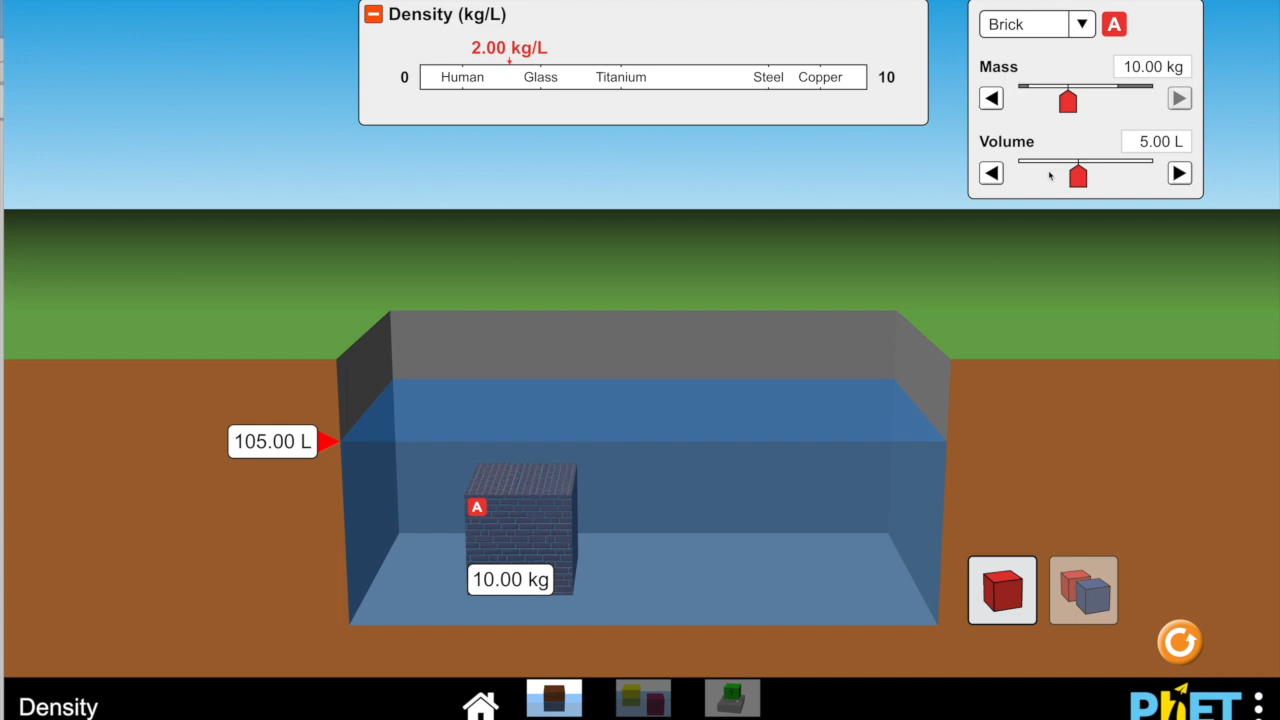 Density (kg/L)
2.00 kg/L
0 Human Glass Titanium Steel Copper 10
Brick A
Mass 10.00 kg
Volume 5.00 L
105.00 L
A
10.00 kg
Density
PhET